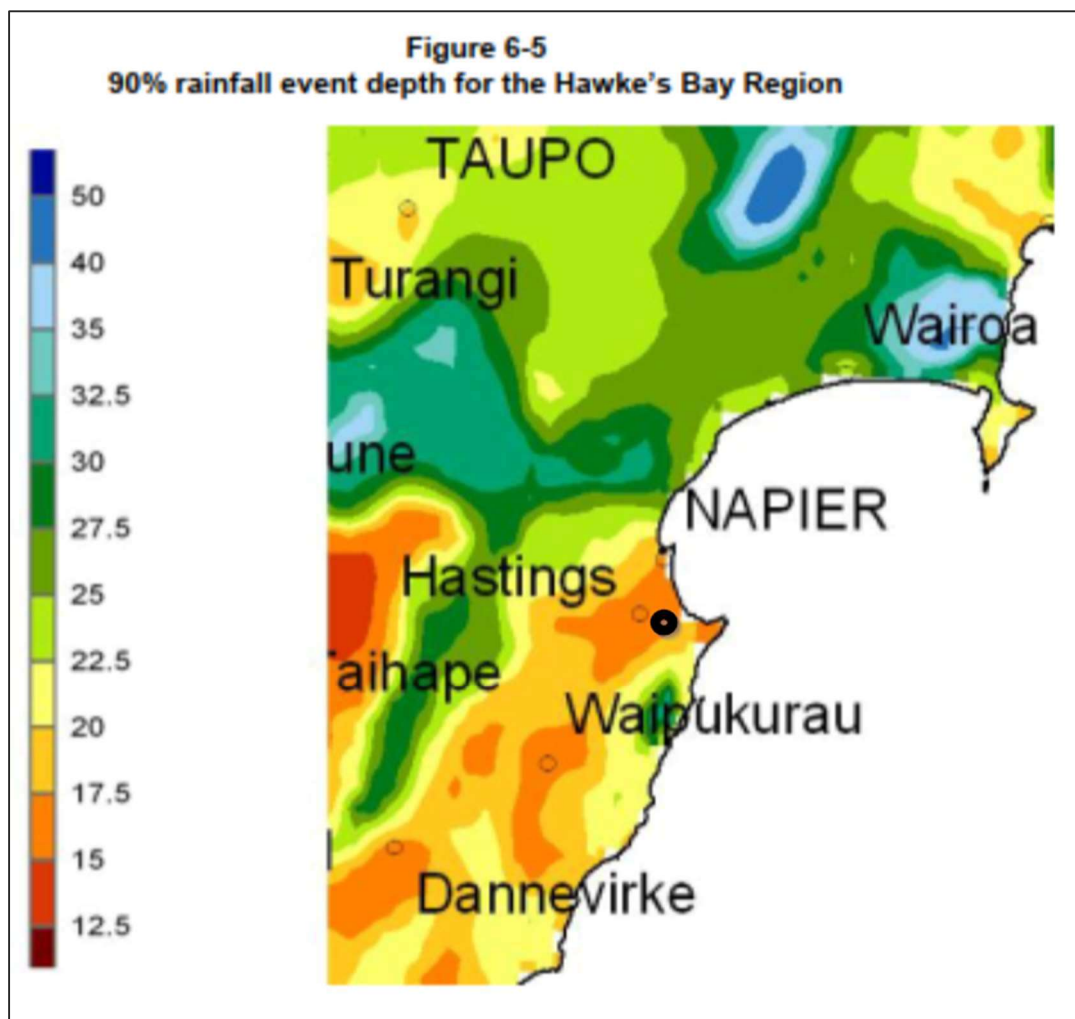 Figure 6-5
90% rainfall event depth for the Hawke's Bay Region
50
40
35
32.5
30
27.5
25
22.5
20
17.5
15
12.5
TAUPO
Turangi
Wairoa
une
NAPIER
Hastings
aihape
Waipukurau
Dannevirke